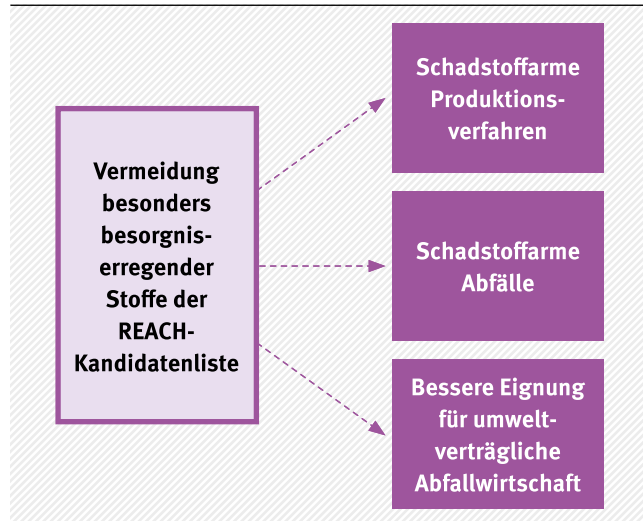 Vermeidung
besonders
besorgnis-
erregender
Stoffe der
REACH-
Kandidatenliste
Schadstoffarme
Produktions-
verfahren
Schadstoffarme
Abfälle
Bessere Eignung
für umwelt-
verträgliche
Abfallwirtschaft